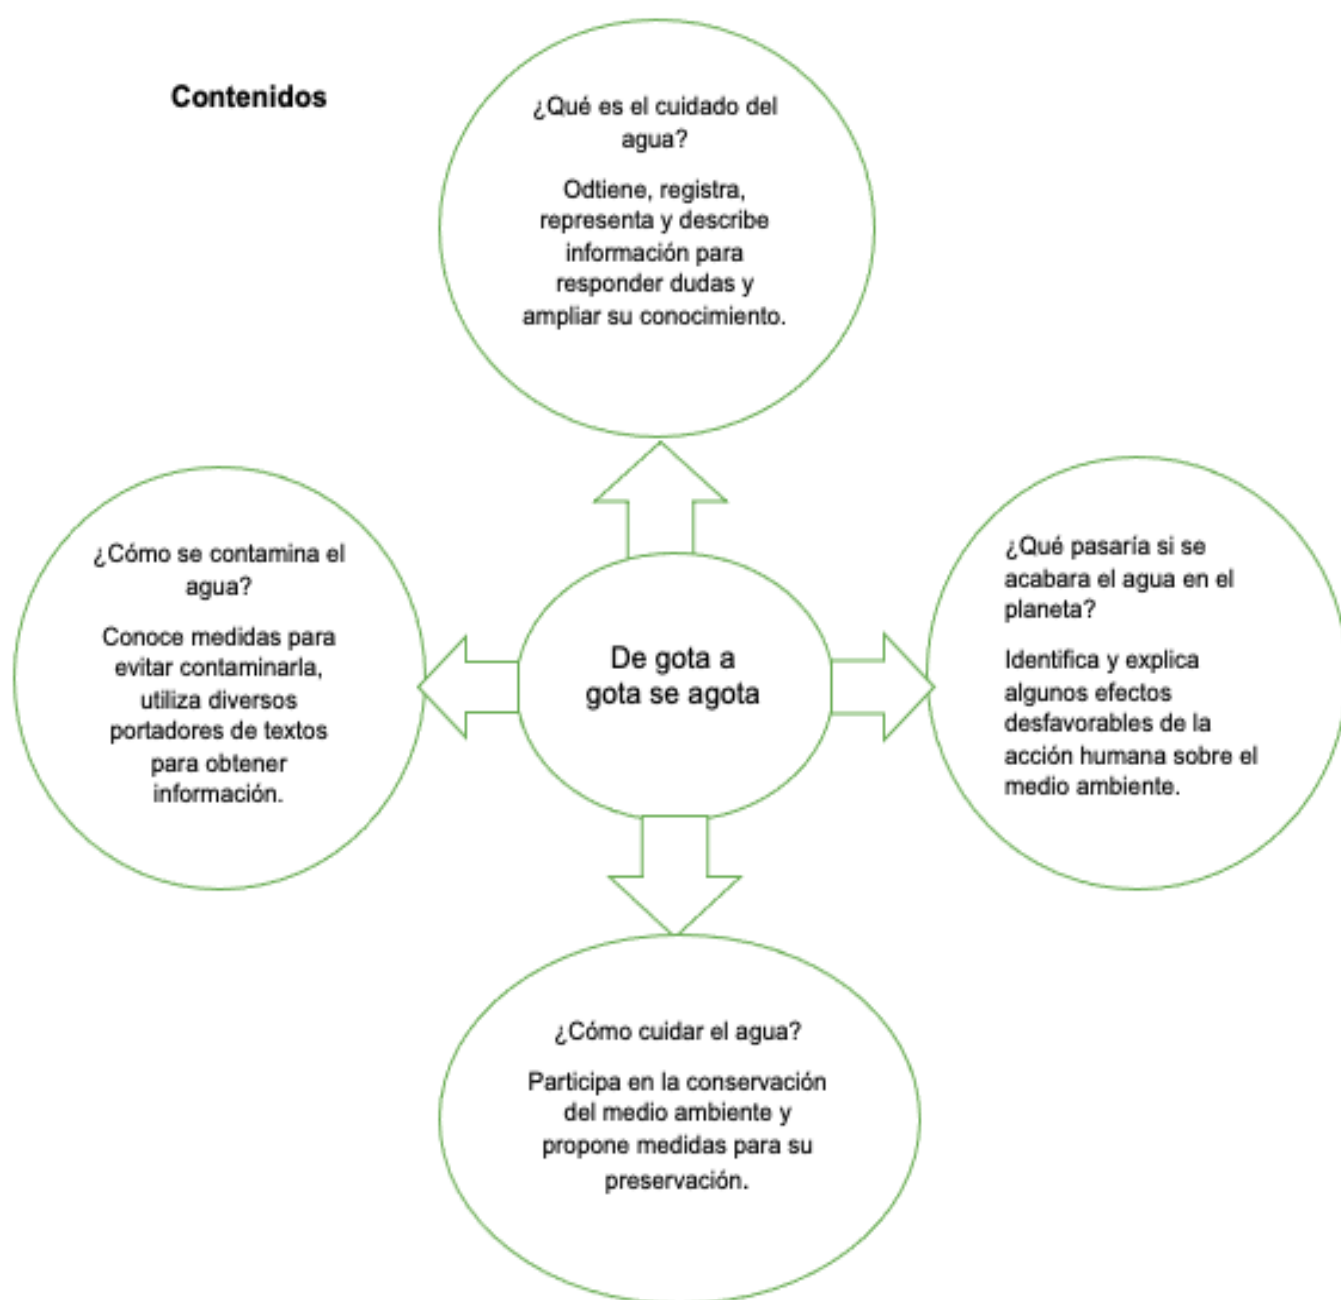 Contenidos
¿Qué es el cuidado del
agua?
Odtiene, registra,
representa y describe
información para
responder dudas y
ampliar su conocimiento.
¿Cómo se contamina el
agua?
Conoce medidas para
evitar contaminarla,
utiliza diversos
portadores de textos
para obtener
información.
De gota a
gota se agota
¿Qué pasaría si se
acabara el agua en el
planeta?
Identifica y explica
algunos efectos
desfavorables de la
acción humana sobre el
medio ambiente.
¿Cómo cuidar el agua?
Participa en la conservación
del medio ambiente y
propone medidas para su
preservación.